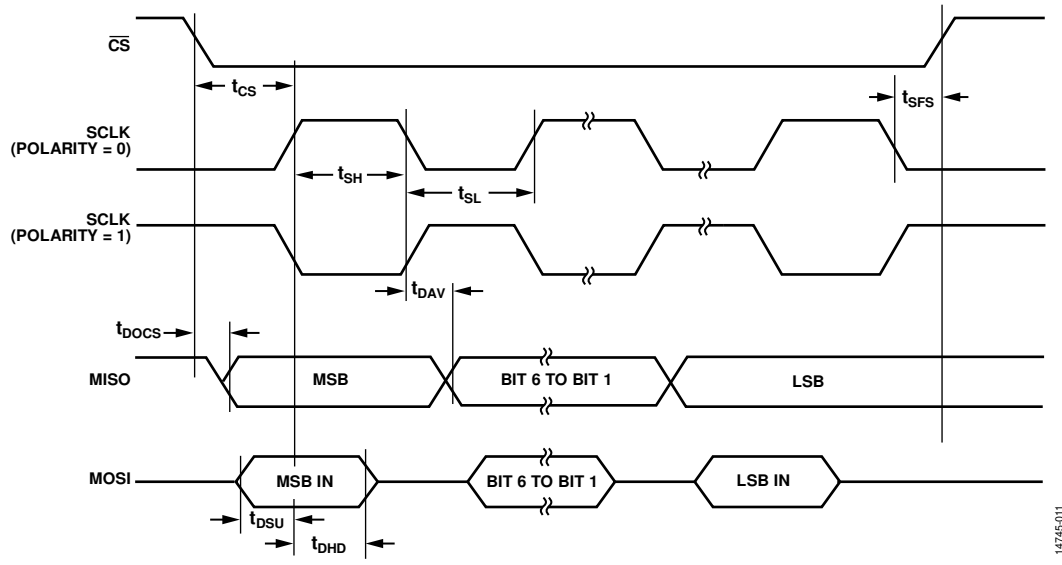 CS
tCS
tSFS
SCLK
(POLARITY = 0)
tSH
tSL
SCLK
(POLARITY = 1)
tDAV
tDOCS
MISO
MSB
BIT 6 TO BIT 1
LSB
MOSI
MSB IN
BIT 6 TO BIT 1
LSB IN
tDSU
tDHD
14745-011